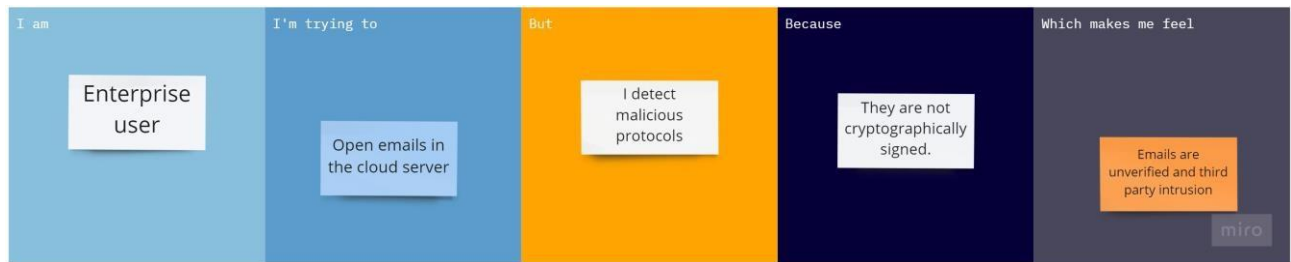 I am
Enterprise
user
I'm trying to
Open emails in
the cloud server
But
I detect
malicious
protocols
Because
They are not
cryptographically
signed.
Which makes me feel
Emails are
unverified and third
party intrusion
miro